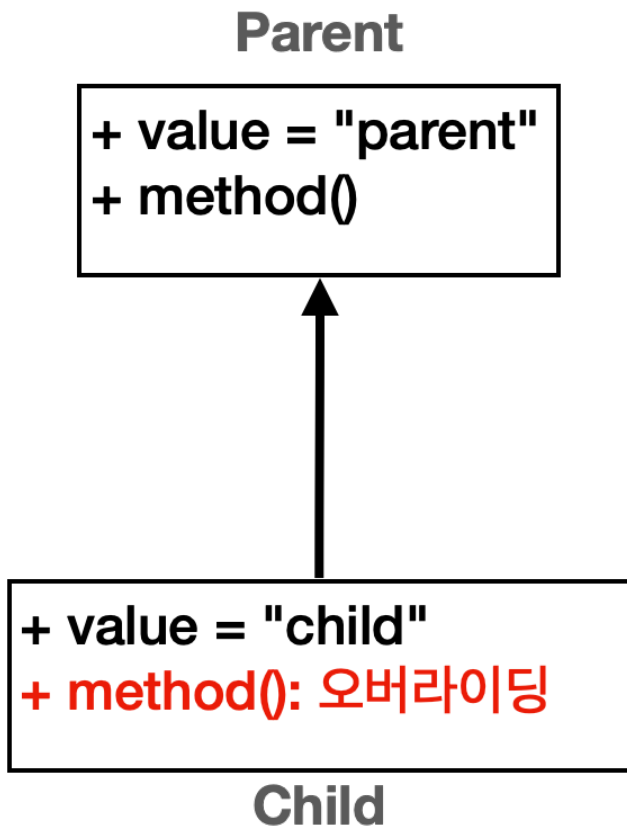 Parent
+ value = "parent"
+ method()
+ value = "child"
+ method(): 오버라이딩
Child